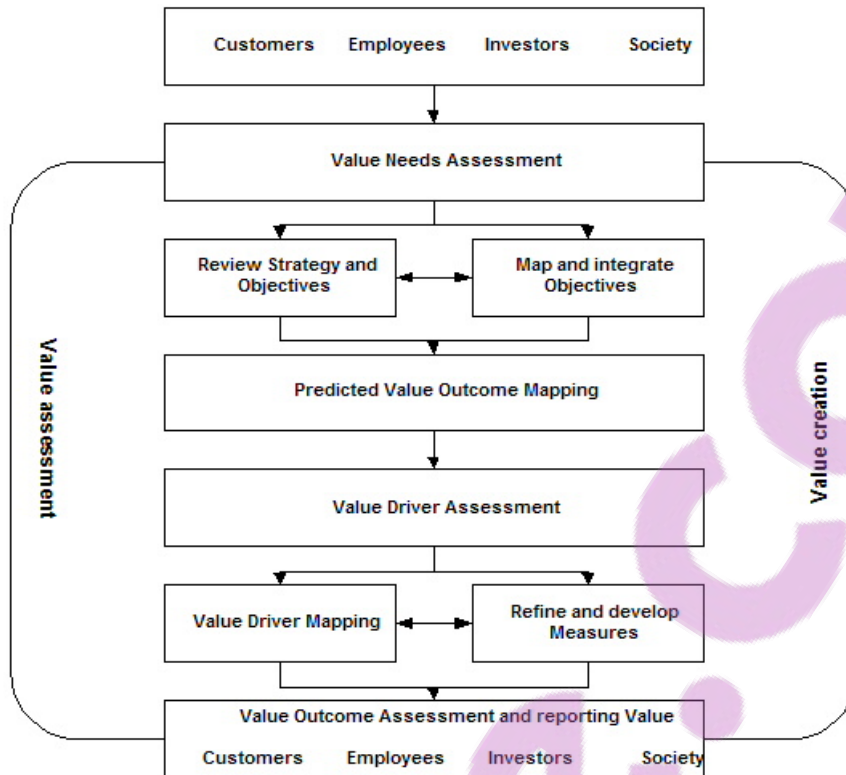 Customers Employees Investors Society
Value Needs Assessment
Review Strategy and
Objectives
Map and integrate
Objectives
Value assessment
Predicted Value Outcome Mapping
Value creation
Value Driver Assessment
Value Driver Mapping
Refine and develop
Measures
Value Outcome Assessment and reporting Value
Customers Employees Investors Society